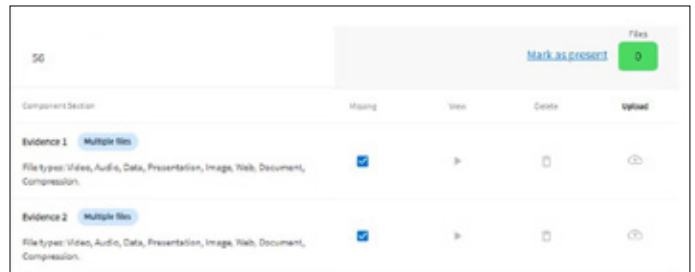 Files
56 Mark as present 0
Component Section Missing View Delete Upload
Evidence 1 Multiple files
File types: Video, Audio, Data, Presentation, Image, Web, Document,
Compression.
Evidence 2 Multiple files
File types: Video, Audio, Data, Presentation, Image, Web, Document,
Compression.